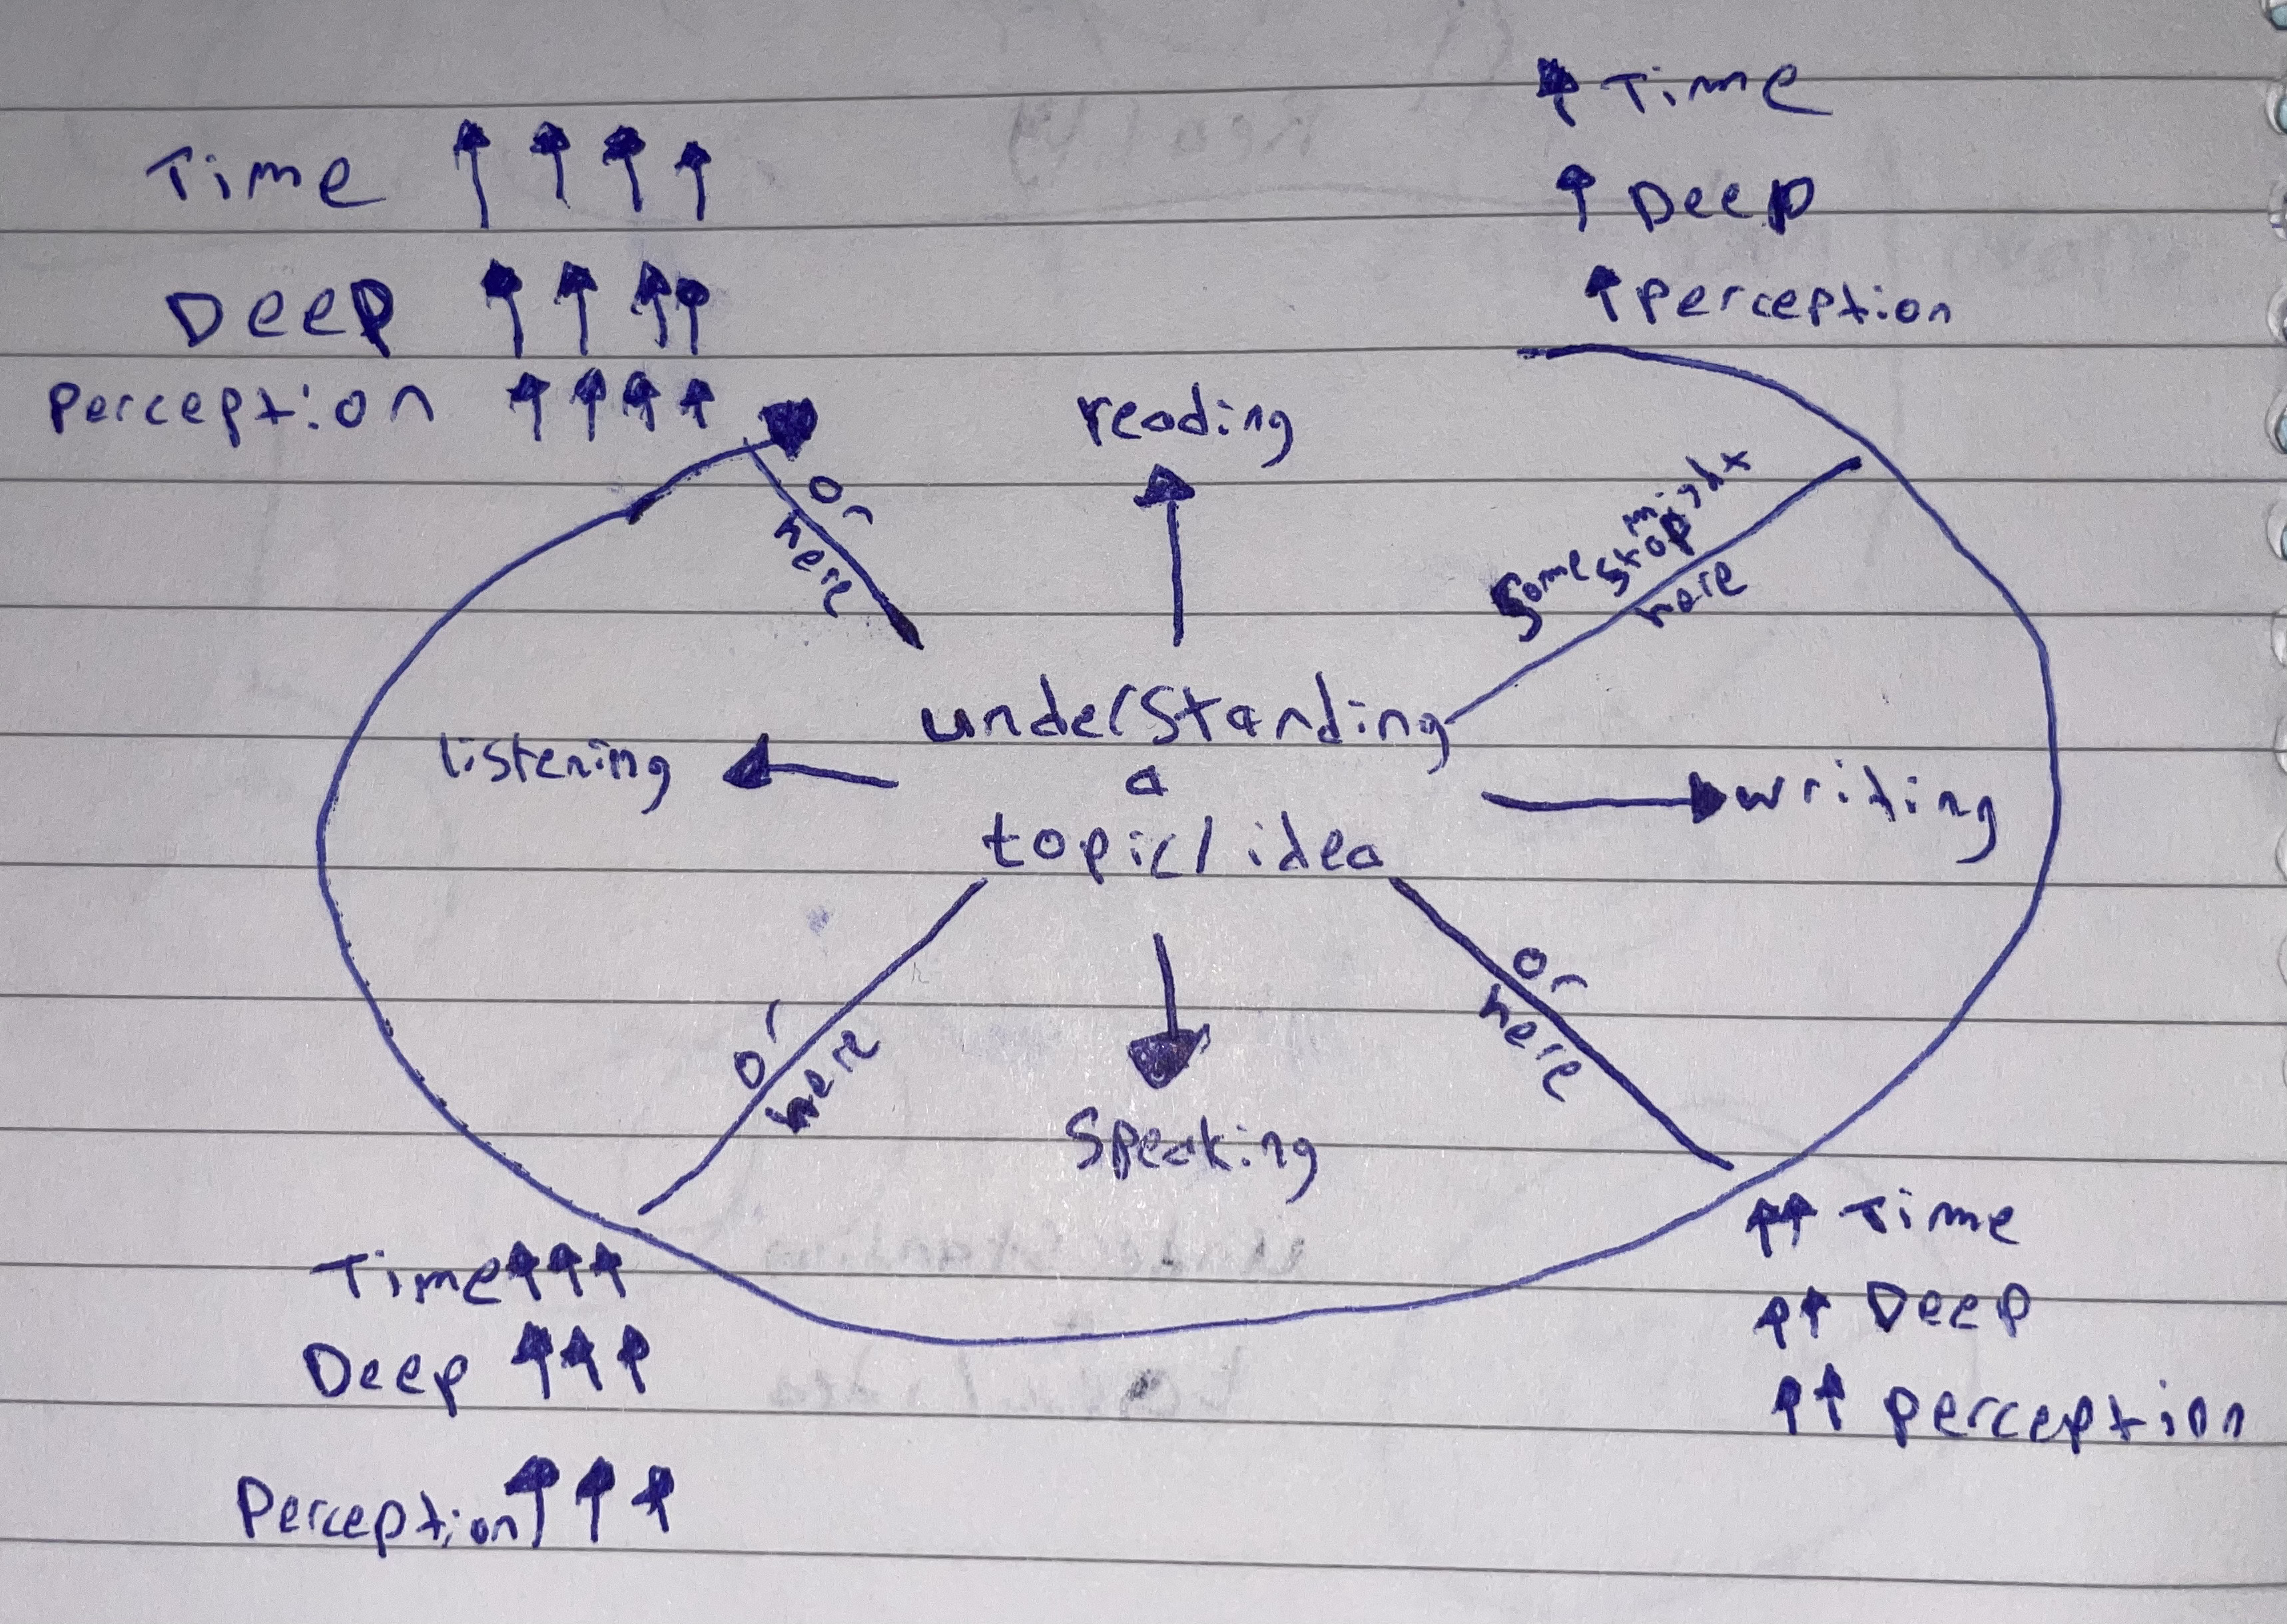 Time ↑ ↑ ↑ ↑
Deep ↑ ↑ ↑ ↑
Perception ↑ ↑ ↑ ↑
↑ Time
↑ Deep
↑ Perception
reading
or
here
some might
stop
here
understanding
a
topic/idea
listening
writing
or
here
or
here
Speaking
Time ↑↑↑
Deep ↑↑↑
Perception ↑↑↑
↑↑ Time
↑↑ Deep
↑↑ perception